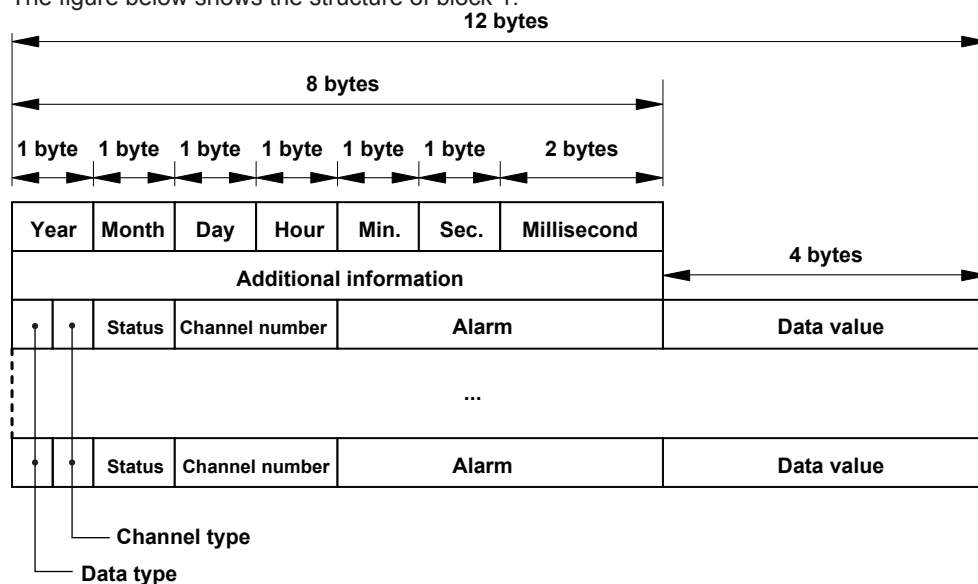 The figure below shows the structure of block 1.
12 bytes
8 bytes
1 byte 1 byte 1 byte 1 byte 1 byte 1 byte 2 bytes
Year Month Day Hour Min. Sec. Millisecond
4 bytes
Additional information
Status Channel number Alarm Data value
...
Status Channel number Alarm Data value
Channel type
Data type